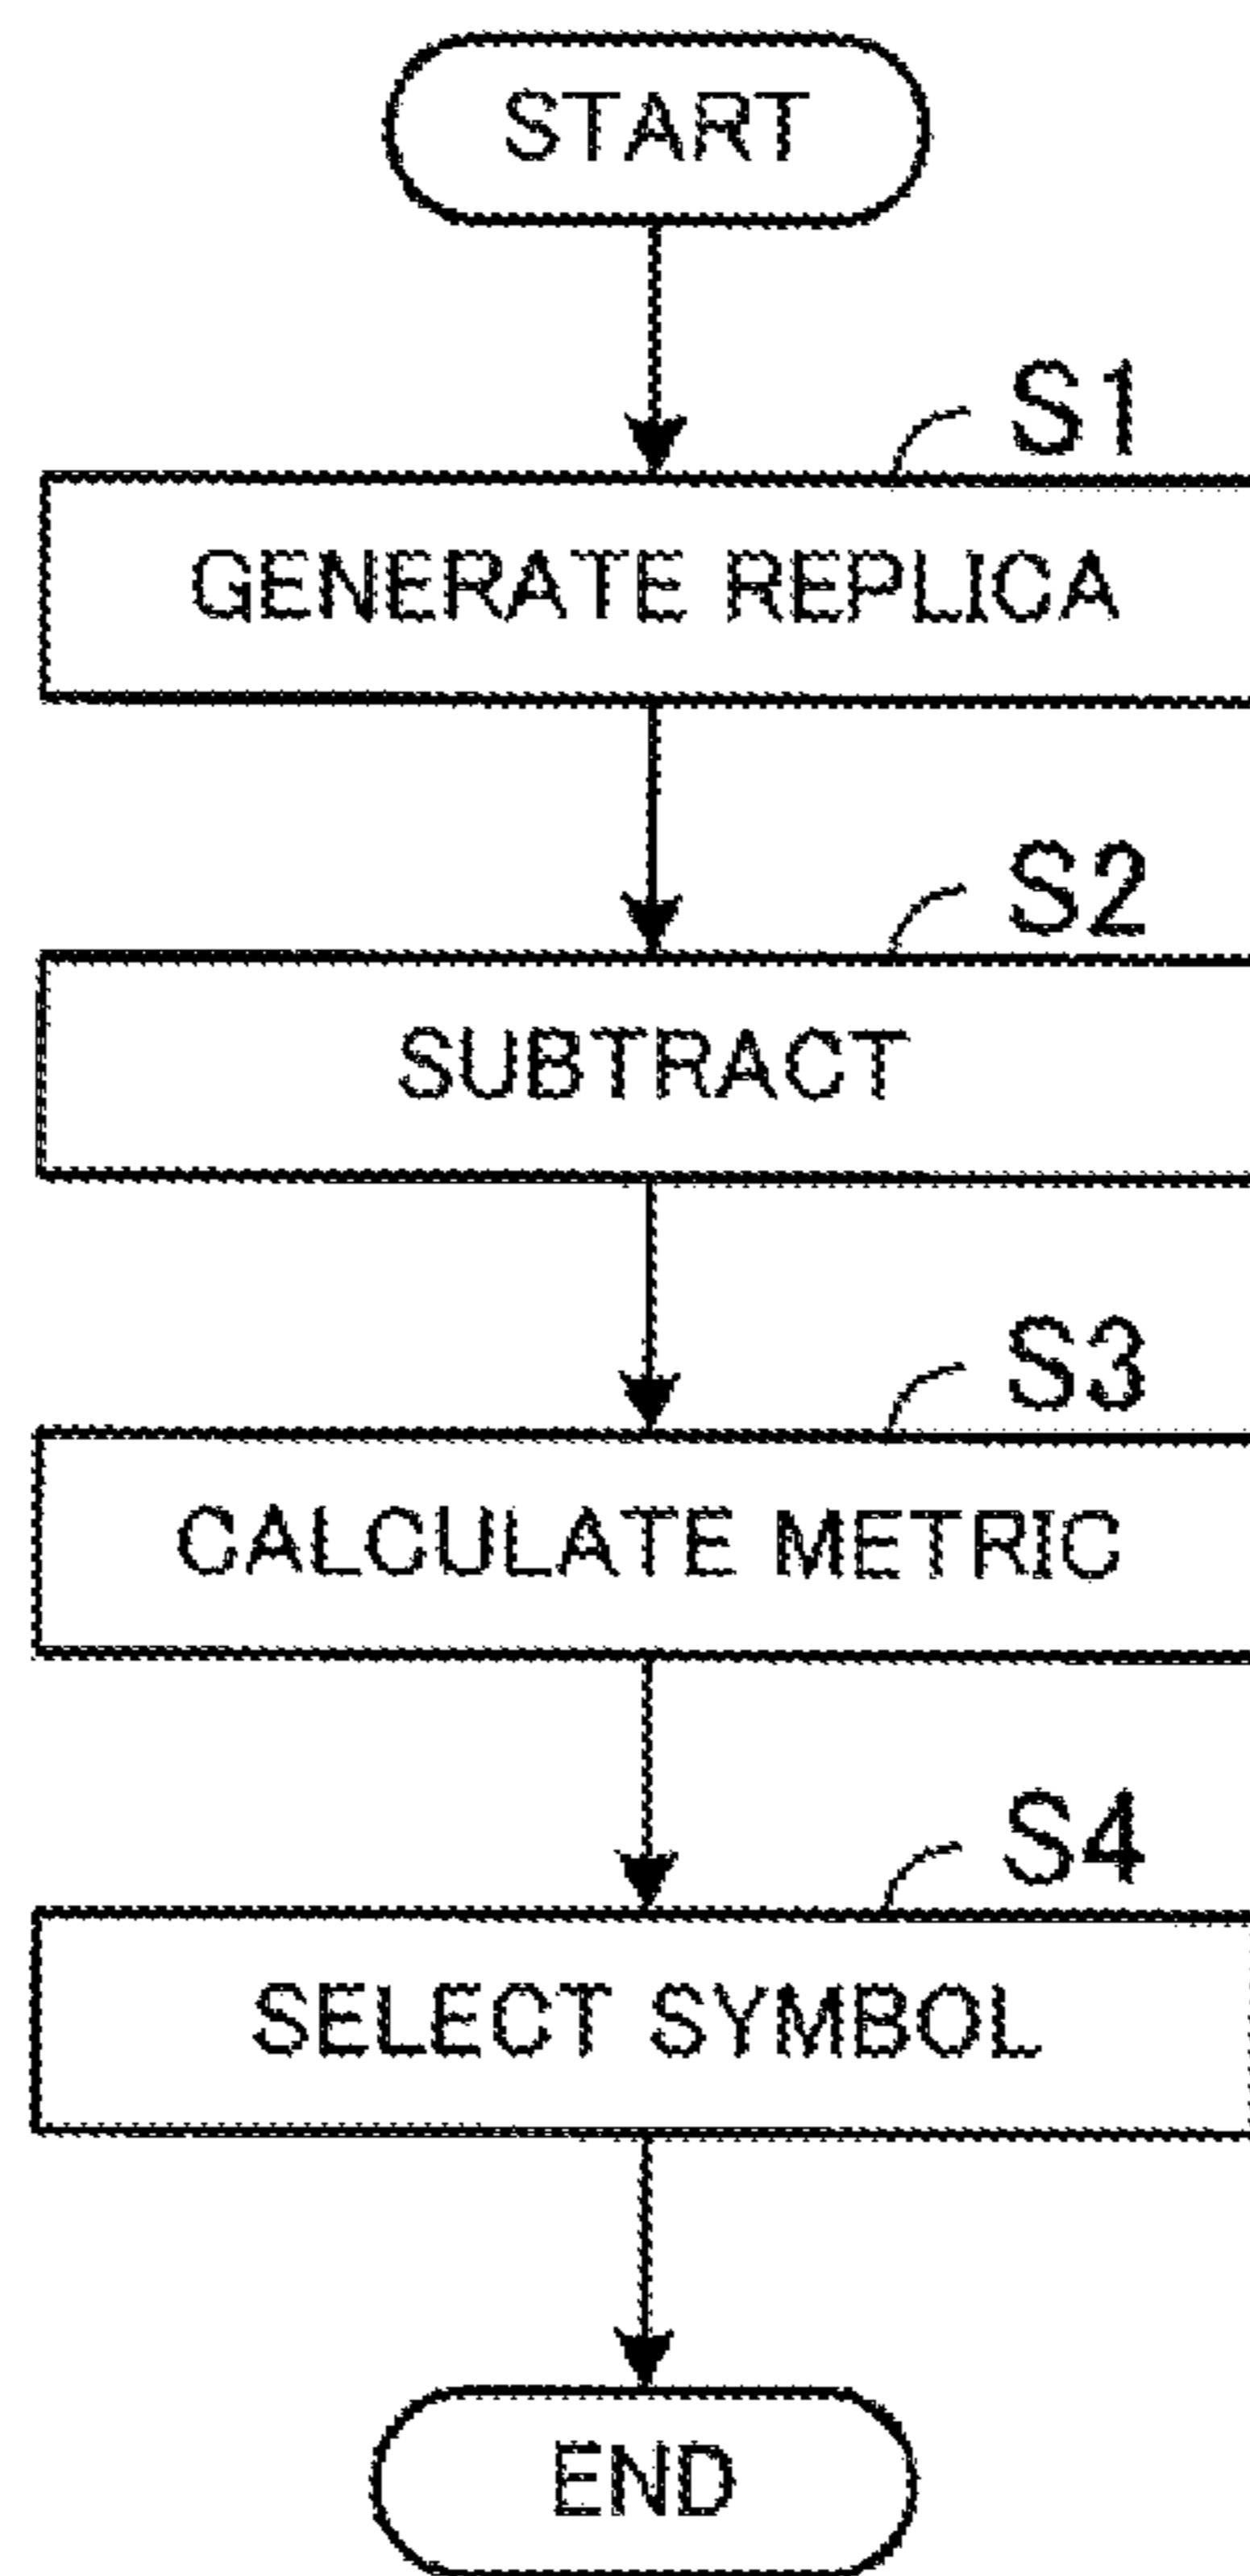 START
S1
GENERATE REPLICA
S2
SUBTRACT
S3
CALCULATE METRIC
S4
SELECT SYMBOL
END